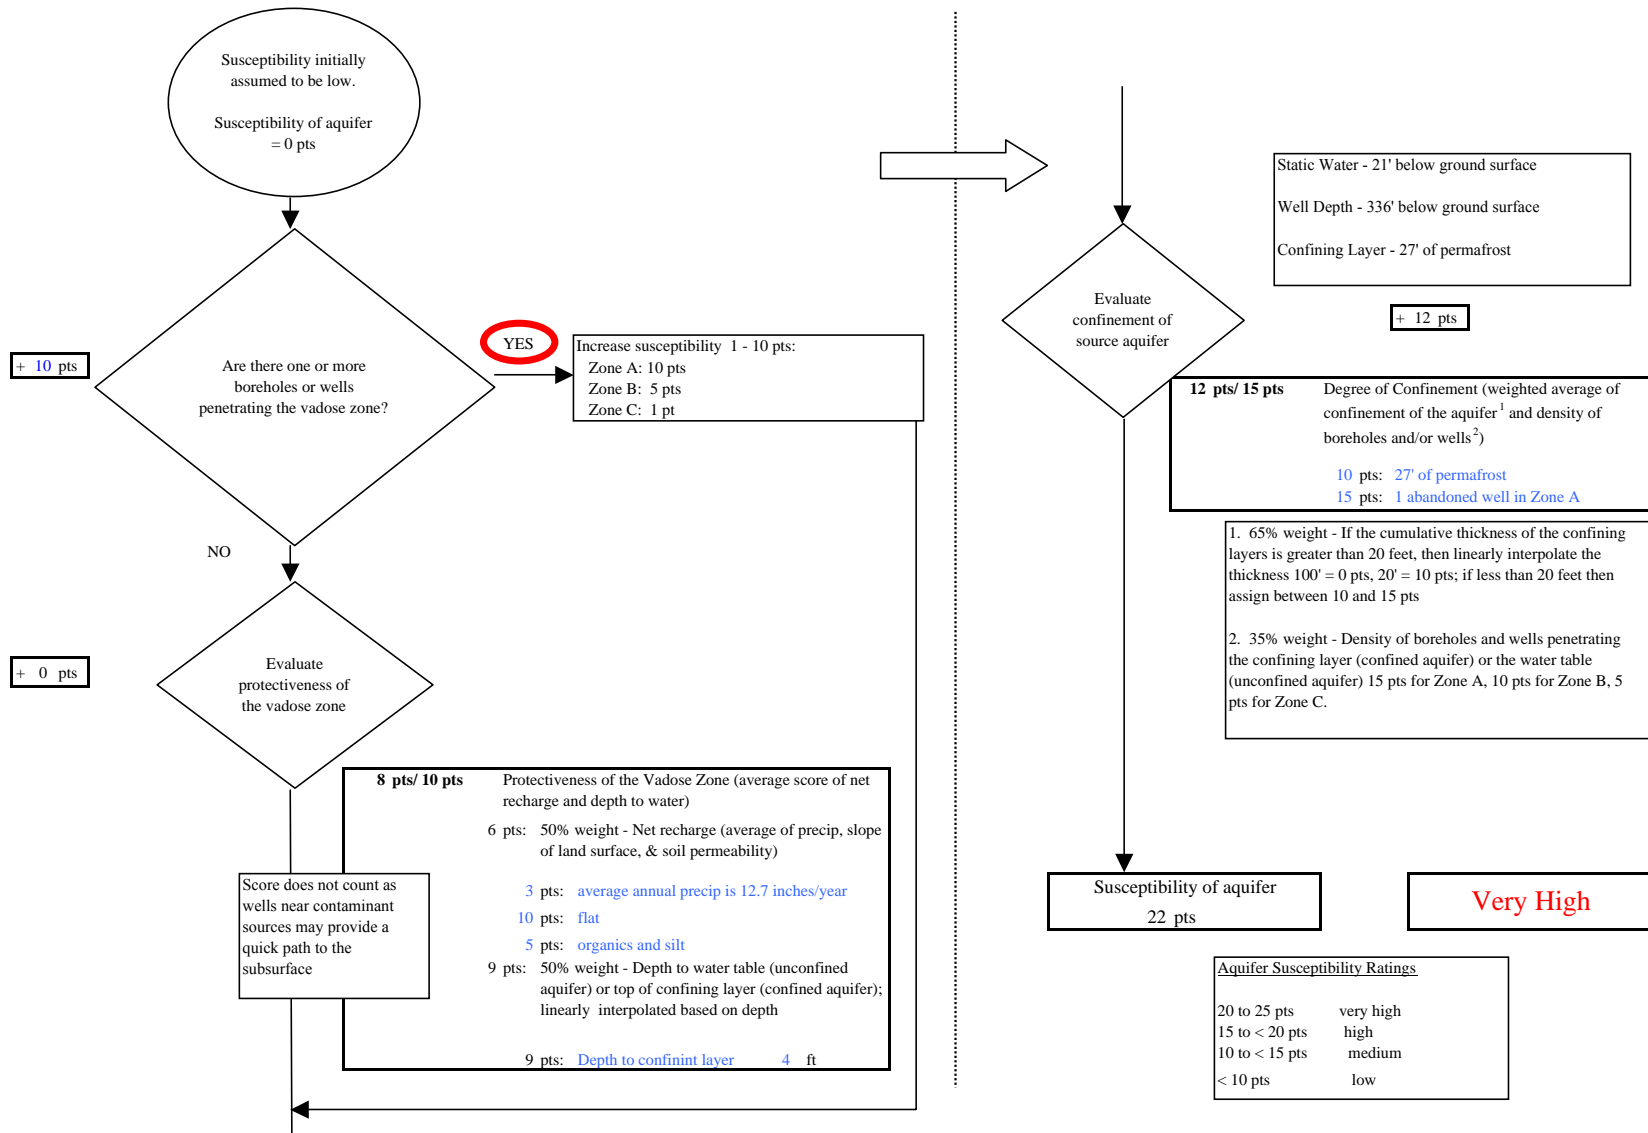 Susceptibility initially
assumed to be low.
Susceptibility of aquifer
= 0 pts
+ 10 pts
Are there one or more
boreholes or wells
penetrating the vadose zone?
YES
Increase susceptibility 1 - 10 pts:
Zone A: 10 pts
Zone B: 5 pts
Zone C: 1 pt
NO
+ 0 pts
Evaluate
protectiveness of
the vadose zone
8 pts/ 10 pts Protectiveness of the Vadose Zone (average score of net
recharge and depth to water)
6 pts: 50% weight - Net recharge (average of precip, slope
of land surface, & soil permeability)
3 pts: average annual precip is 12.7 inches/year
10 pts: flat
5 pts: organics and silt
9 pts: 50% weight - Depth to water table (unconfined
aquifer) or top of confining layer (confined aquifer);
linearly interpolated based on depth
9 pts: Depth to confinint layer 4 ft
Score does not count as
wells near contaminant
sources may provide a
quick path to the
subsurface
Static Water - 21' below ground surface
Well Depth - 336' below ground surface
Confining Layer - 27' of permafrost
Evaluate
confinement of
source aquifer
+ 12 pts
12 pts/ 15 pts Degree of Confinement (weighted average of
confinement of the aquifer1 and density of
boreholes and/or wells2)
10 pts: 27' of permafrost
15 pts: 1 abandoned well in Zone A
1. 65% weight - If the cumulative thickness of the confining
layers is greater than 20 feet, then linearly interpolate the
thickness 100' = 0 pts, 20' = 10 pts; if less than 20 feet then
assign between 10 and 15 pts
2. 35% weight - Density of boreholes and wells penetrating
the confining layer (confined aquifer) or the water table
(unconfined aquifer) 15 pts for Zone A, 10 pts for Zone B, 5
pts for Zone C.
Susceptibility of aquifer
22 pts
Very High
Aquifer Susceptibility Ratings
20 to 25 pts very high
15 to < 20 pts high
10 to < 15 pts medium
< 10 pts low